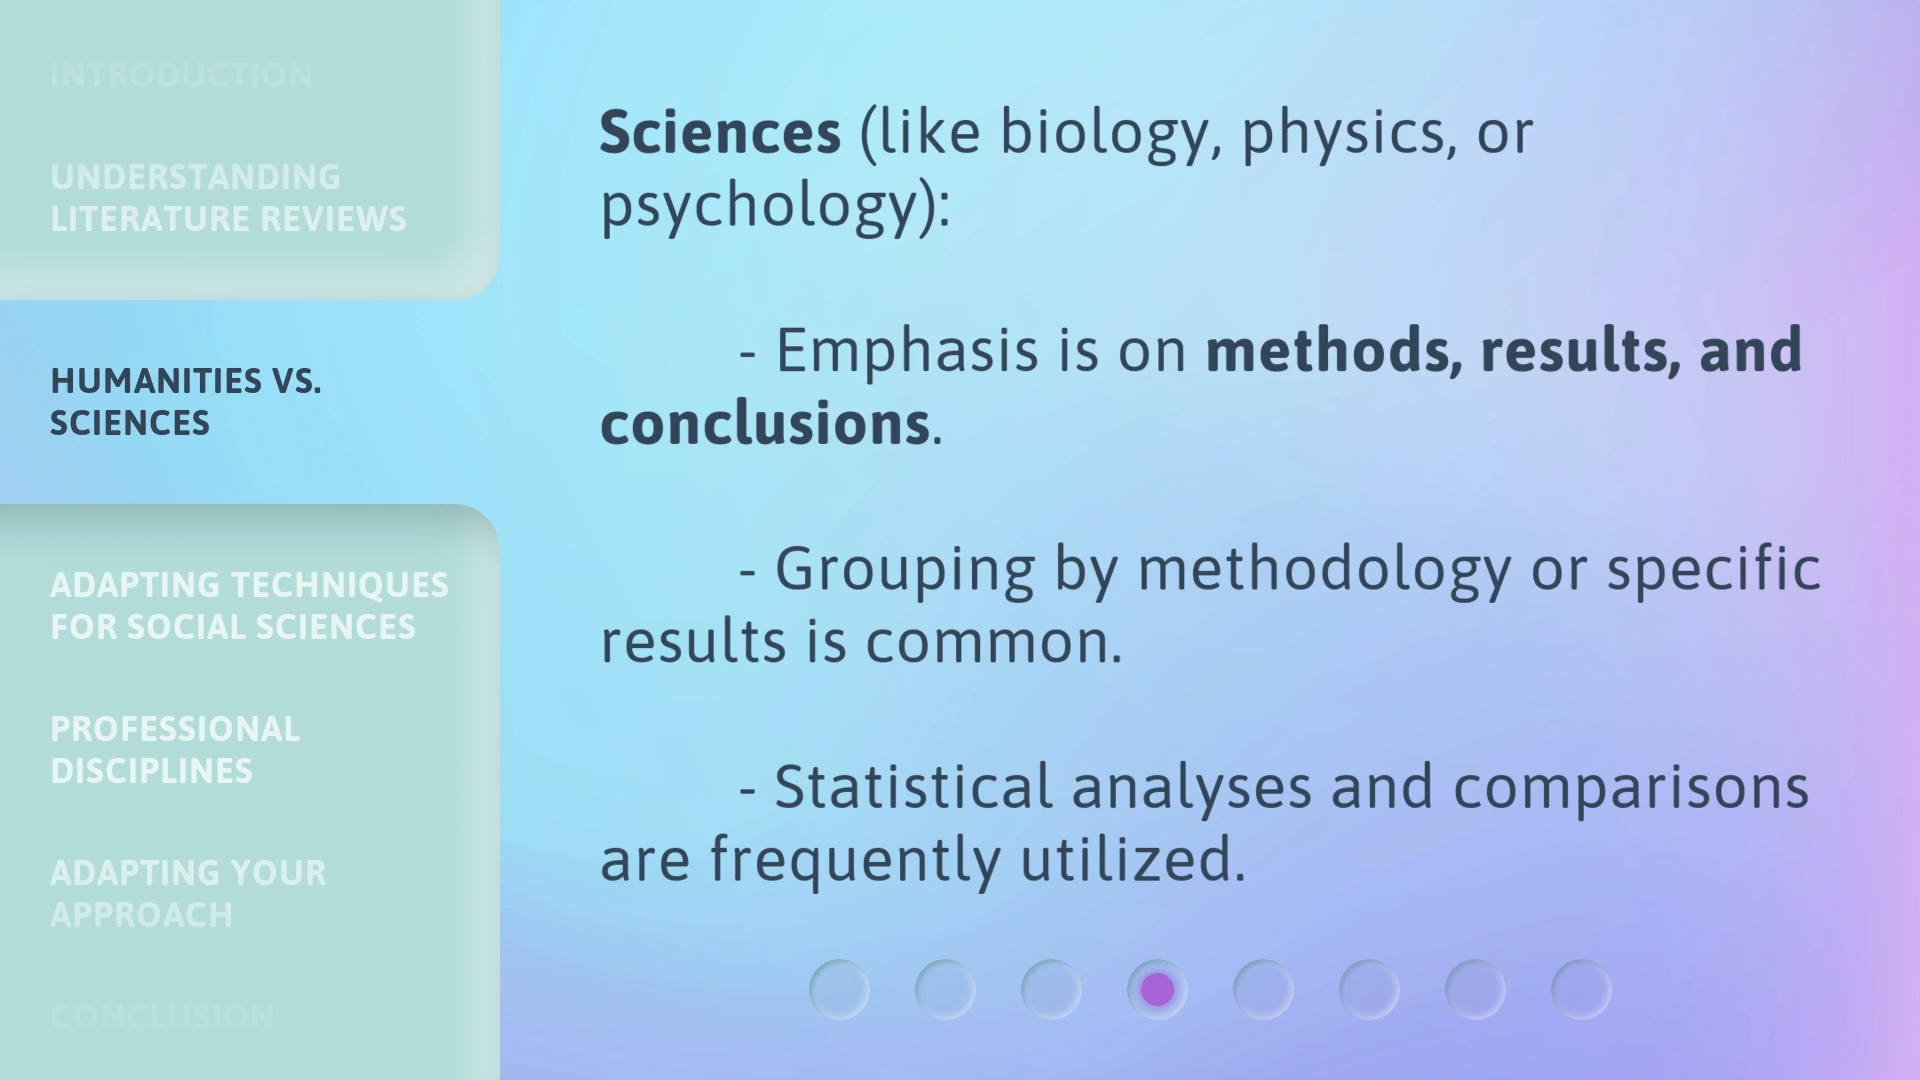 INTRODUCTION
UNDERSTANDING
LITERATURE REVIEWS
HUMANITIES VS.
SCIENCES
ADAPTING TECHNIQUES
FOR SOCIAL SCIENCES
PROFESSIONAL
DISCIPLINES
ADAPTING YOUR
APPROACH
CONCLUSION
Sciences (like biology, physics, or
psychology):
- Emphasis is on methods, results, and
conclusions.
- Grouping by methodology or specific
results is common.
- Statistical analyses and comparisons
are frequently utilized.